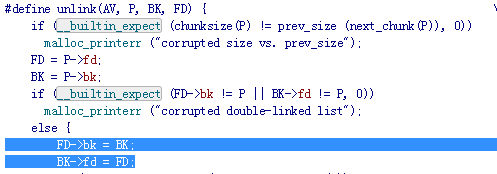 #define unlink(AV, P, BK, FD) {
if (__builtin_expect (chunksize(P) != prev_size (next_chunk(P)), 0))
malloc_printerr ("corrupted size vs. prev_size");
FD = P->fd;
BK = P->bk;
if (__builtin_expect (FD->bk != P || BK->fd != P, 0))
malloc_printerr ("corrupted double-linked list");
else {
FD->bk = BK;
BK->fd = FD;